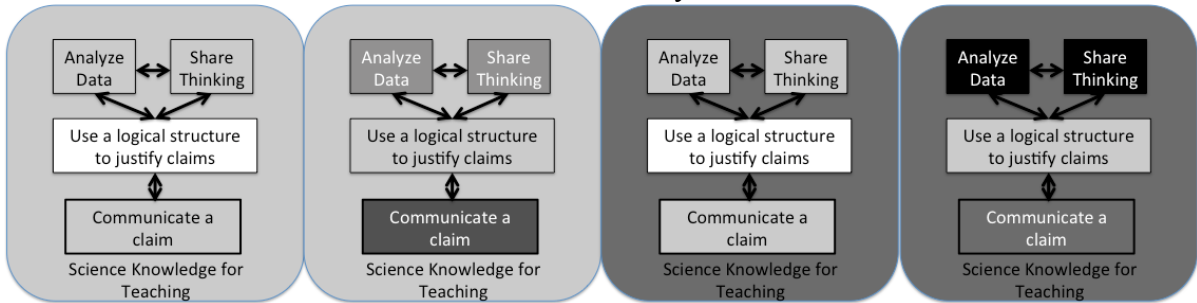 Analyze
Data
Share
Thinking
Use a logical structure
to justify claims
Communicate a
claim
Science Knowledge for
Teaching
Analyze
Data
Share
Thinking
Use a logical structure
to justify claims
Communicate a
claim
Science Knowledge for
Teaching
Analyze
Data
Share
Thinking
Use a logical structure
to justify claims
Communicate a
claim
Science Knowledge for
Teaching
Analyze
Data
Share
Thinking
Use a logical structure
to justify claims
Communicate a
claim
Science Knowledge for
Teaching